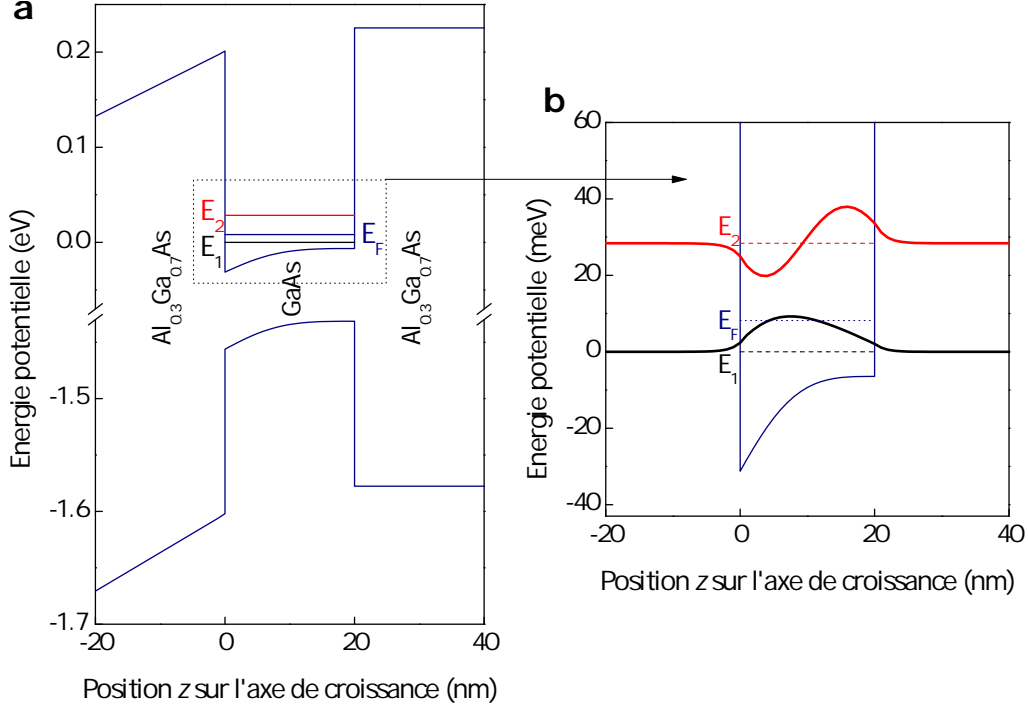 a
0.2
0.1
0.0
-1.5
-1.6
-1.7
-20
0
20
40
Energie potentielle (eV)
Position z sur l'axe de croissance (nm)
E2
E1
EF
Al0.3Ga0.7As
GaAs
Al0.3Ga0.7As
b
60
40
20
0
-20
-40
-20
0
20
40
Energie potentielle (meV)
Position z sur l'axe de croissance (nm)
E2
EF
E1